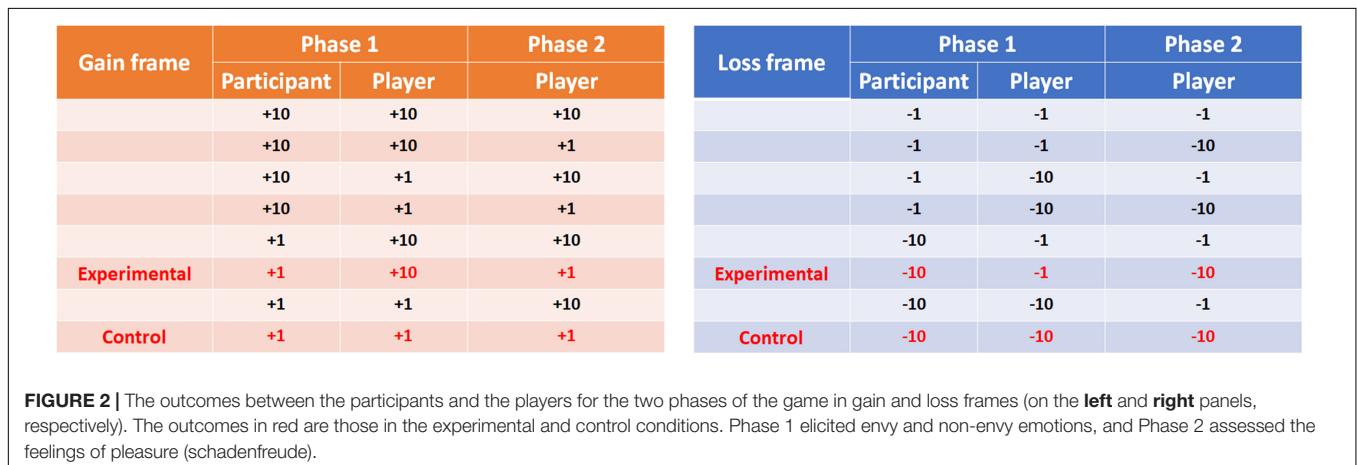 Gain frame Phase 1 Phase 2
Participant Player Player
+10 +10 +10
+10 +10 +1
+10 +1 +10
+10 +1 +1
+1 +10 +10
Experimental +1 +10 +1
+1 +1 +10
Control +1 +1 +1
Loss frame Phase 1 Phase 2
Participant Player Player
-1 -1 -1
-1 -1 -10
-1 -10 -1
-1 -10 -10
-10 -1 -1
Experimental -10 -1 -10
-10 -10 -1
Control -10 -10 -10
FIGURE 2 | The outcomes between the participants and the players for the two phases of the game in gain and loss frames (on the left and right panels,
respectively). The outcomes in red are those in the experimental and control conditions. Phase 1 elicited envy and non-envy emotions, and Phase 2 assessed the
feelings of pleasure (schadenfreude).